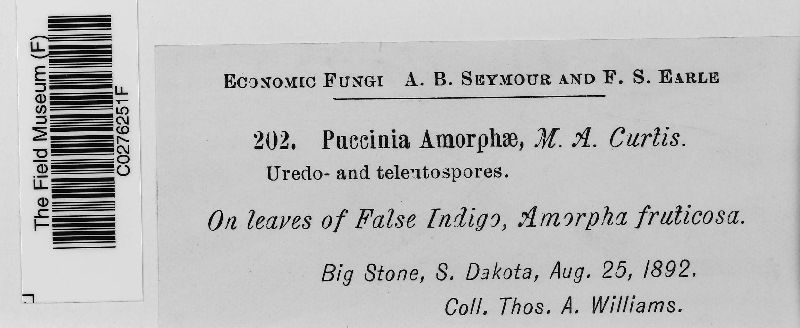 The Field Museum (F)
C0276251F
Economic Fungi A. B. Seymour and F. S. Earle
202. Puccinia Amorphæ, M. A. Curtis.
Uredo- and teleutospores.
On leaves of False Indigo, Amorpha fruticosa.
Big Stone, S. Dakota, Aug. 25, 1892.
Coll. Thos. A. Williams.